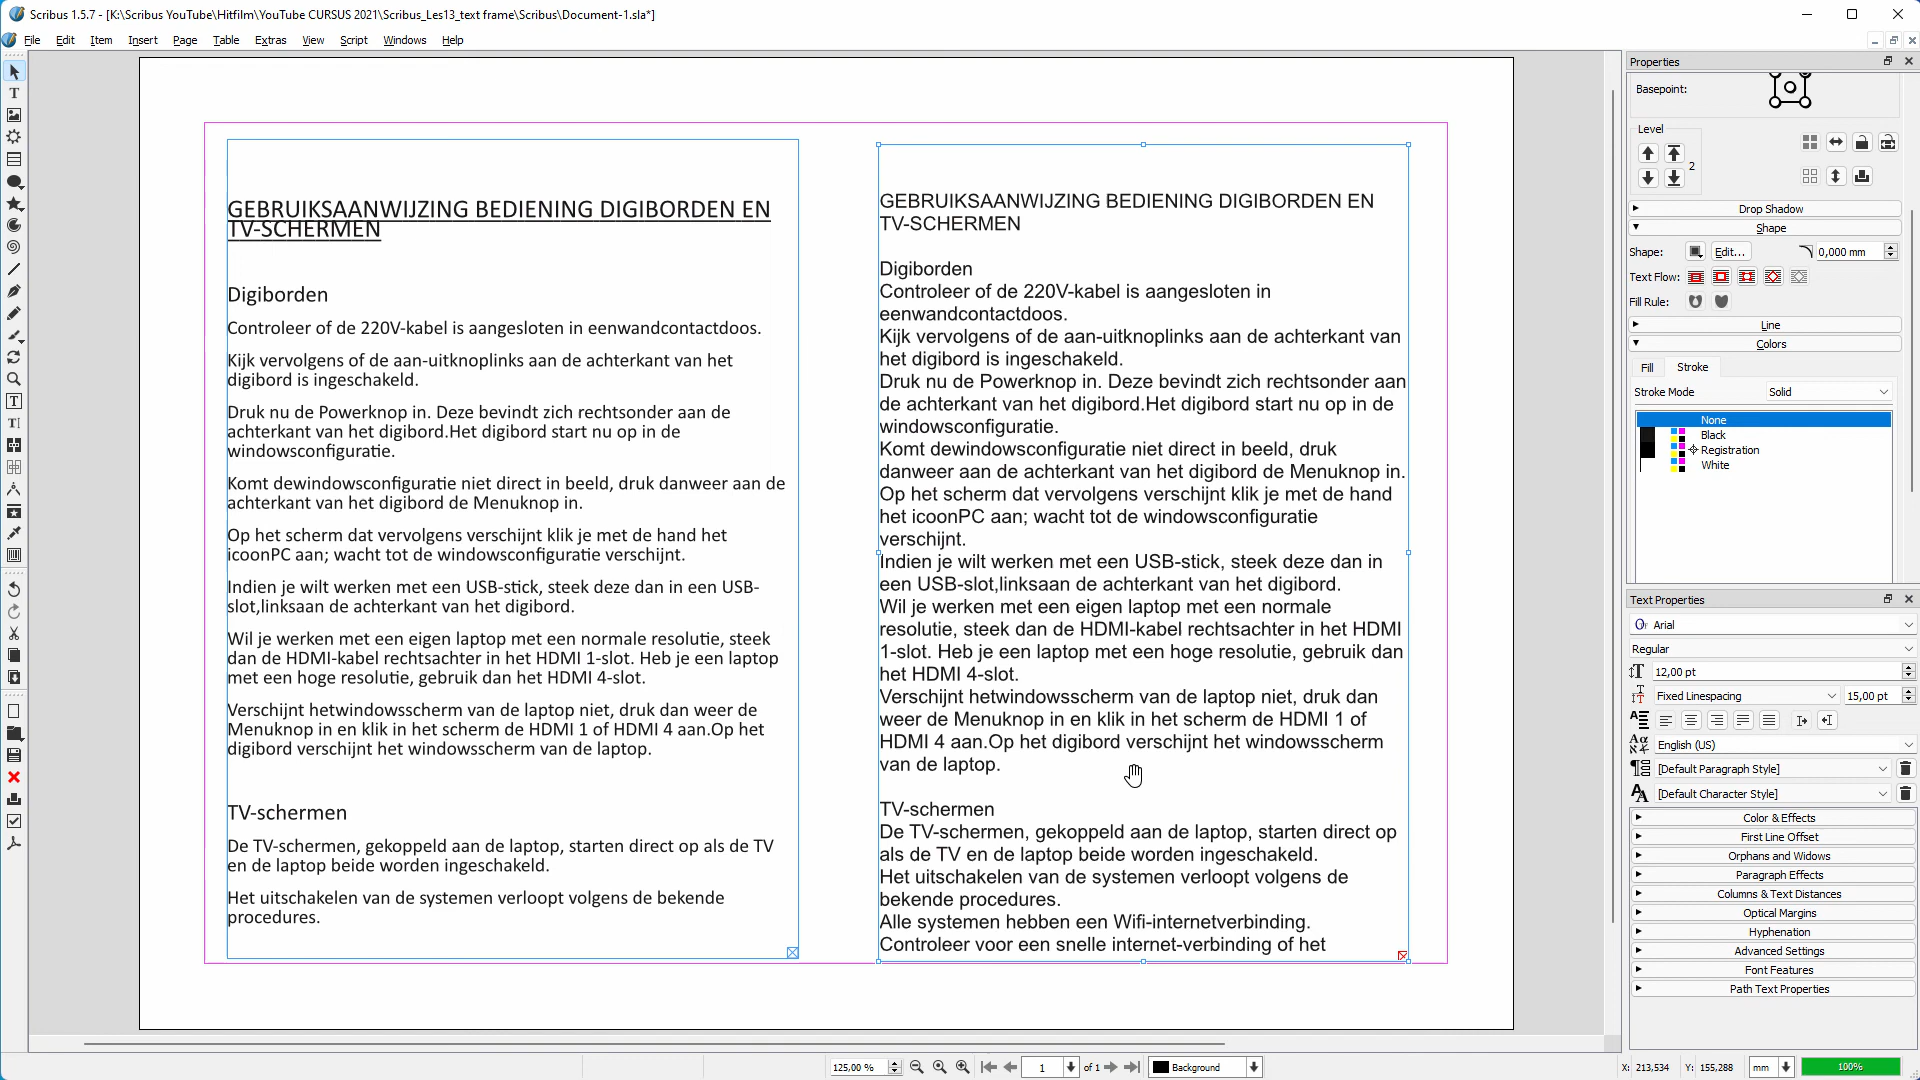 Scribus 1.5.7 - [K:\Scribus YouTube\Hitfilm\YouTube CURSUS 2021\Scribus_Les13_text frame\Scribus\Document-1.sla*]
File Edit Item Insert Page Table Extras View Script Windows Help
GEBRUIKSAANWIJZING BEDIENING DIGIBORDEN EN
TV-SCHERMEN
Digiborden
Controleer of de 220V-kabel is aangesloten in eenwandcontactdoos.
Kijk vervolgens of de aan-uitknoplinks aan de achterkant van het
digibord is ingeschakeld.
Druk nu de Powerknop in. Deze bevindt zich rechtsonder aan de
achterkant van het digibord.Het digibord start nu op in de
windowsconfiguratie.
Komt dewindowsconfiguratie niet direct in beeld, druk danweer aan de
achterkant van het digibord de Menuknop in.
Op het scherm dat vervolgens verschijnt klik je met de hand het
icoonPC aan; wacht tot de windowsconfiguratie verschijnt.
Indien je wilt werken met een USB-stick, steek deze dan in een USB-
slot,linksaan de achterkant van het digibord.
Wil je werken met een eigen laptop met een normale resolutie, steek
dan de HDMI-kabel rechtsachter in het HDMI 1-slot. Heb je een laptop
met een hoge resolutie, gebruik dan het HDMI 4-slot.
Verschijnt hetwindowsscherm van de laptop niet, druk dan weer de
Menuknop in en klik in het scherm de HDMI 1 of HDMI 4 aan.Op het
digibord verschijnt het windowsscherm van de laptop.
TV-schermen
De TV-schermen, gekoppeld aan de laptop, starten direct op als de TV
en de laptop beide worden ingeschakeld.
Het uitschakelen van de systemen verloopt volgens de bekende
procedures.
GEBRUIKSAANWIJZING BEDIENING DIGIBORDEN EN
TV-SCHERMEN
Digiborden
Controleer of de 220V-kabel is aangesloten in
eenwandcontactdoos.
Kijk vervolgens of de aan-uitknoplinks aan de achterkant van
het digibord is ingeschakeld.
Druk nu de Powerknop in. Deze bevindt zich rechtsonder aan
de achterkant van het digibord.Het digibord start nu op in de
windowsconfiguratie.
Komt dewindowsconfiguratie niet direct in beeld, druk
danweer aan de achterkant van het digibord de Menuknop in.
Op het scherm dat vervolgens verschijnt klik je met de hand
het icoonPC aan; wacht tot de windowsconfiguratie
verschijnt.
Indien je wilt werken met een USB-stick, steek deze dan in
een USB-slot,linksaan de achterkant van het digibord.
Wil je werken met een eigen laptop met een normale
resolutie, steek dan de HDMI-kabel rechtsachter in het HDMI
1-slot. Heb je een laptop met een hoge resolutie, gebruik dan
het HDMI 4-slot.
Verschijnt hetwindowsscherm van de laptop niet, druk dan
weer de Menuknop in en klik in het scherm de HDMI 1 of
HDMI 4 aan.Op het digibord verschijnt het windowsscherm
van de laptop.
TV-schermen
De TV-schermen, gekoppeld aan de laptop, starten direct op
als de TV en de laptop beide worden ingeschakeld.
Het uitschakelen van de systemen verloopt volgens de
bekende procedures.
Alle systemen hebben een Wifi-internetverbinding.
Controleer voor een snelle internet-verbinding of het
Properties
Basepoint:
Level
2
Drop Shadow
Shape
Shape: Edit... 0,000 mm
Text Flow:
Fill Rule:
Line
Colors
Fill Stroke
Stroke Mode Solid
None
Black
Registration
White
Text Properties
Arial
Regular
12,00 pt
Fixed Linespacing 15,00 pt
English (US)
[Default Paragraph Style]
[Default Character Style]
Color & Effects
First Line Offset
Orphans and Widows
Paragraph Effects
Columns & Text Distances
Optical Margins
Hyphenation
Advanced Settings
Font Features
Path Text Properties
125,00 % 1 of 1 Background X: 213,534 Y: 155,288 mm 100%